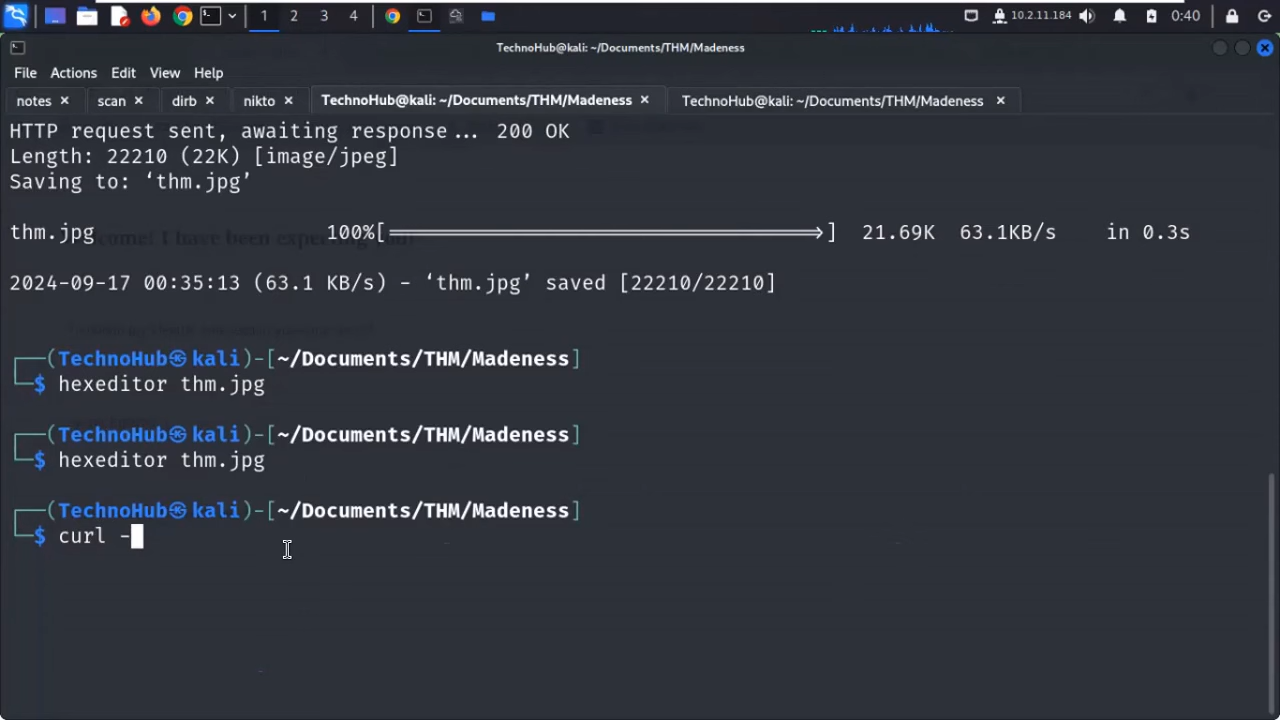 1 2 3 4 10.2.11.184 0:40
TechnoHub@kali: ~/Documents/THM/Madeness
File Actions Edit View Help
notes scan dirb nikto TechnoHub@kali: ~/Documents/THM/Madeness TechnoHub@kali: ~/Documents/THM/Madeness
HTTP request sent, awaiting response... 200 OK
Length: 22210 (22K) [image/jpeg]
Saving to: ‘thm.jpg’
thm.jpg 100%[===================>] 21.69K 63.1KB/s in 0.3s
2024-09-17 00:35:13 (63.1 KB/s) - ‘thm.jpg’ saved [22210/22210]
┌──(TechnoHub㉿kali)-[~/Documents/THM/Madeness]
└─$ hexeditor thm.jpg
┌──(TechnoHub㉿kali)-[~/Documents/THM/Madeness]
└─$ hexeditor thm.jpg
┌──(TechnoHub㉿kali)-[~/Documents/THM/Madeness]
└─$ curl -